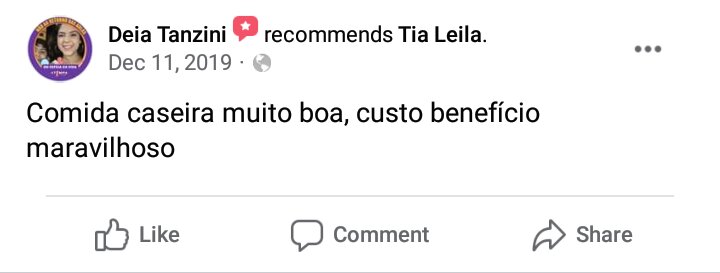 Deia Tanzini recommends Tia Leila.
Dec 11, 2019 ·
Comida caseira muito boa, custo benefício
maravilhoso
Like Comment Share